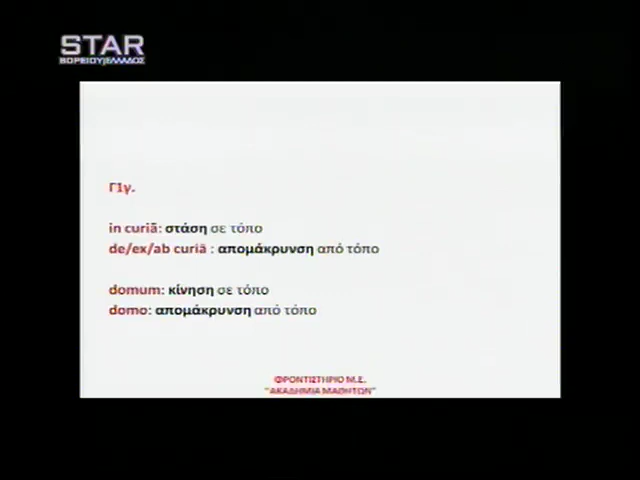 STAR
ΒΟΡΕΙΟΥ ΕΛΛΑΔΟΣ
Γ1γ.
in curiā: στάση σε τόπο
de/ex/ab curiā : απομάκρυνση από τόπο
domum: κίνηση σε τόπο
domo: απομάκρυνση από τόπο
ΦΡΟΝΤΙΣΤΗΡΙΟ Μ.Ε.
"ΑΚΑΔΗΜΙΑ ΜΑΘΗΤΩΝ"